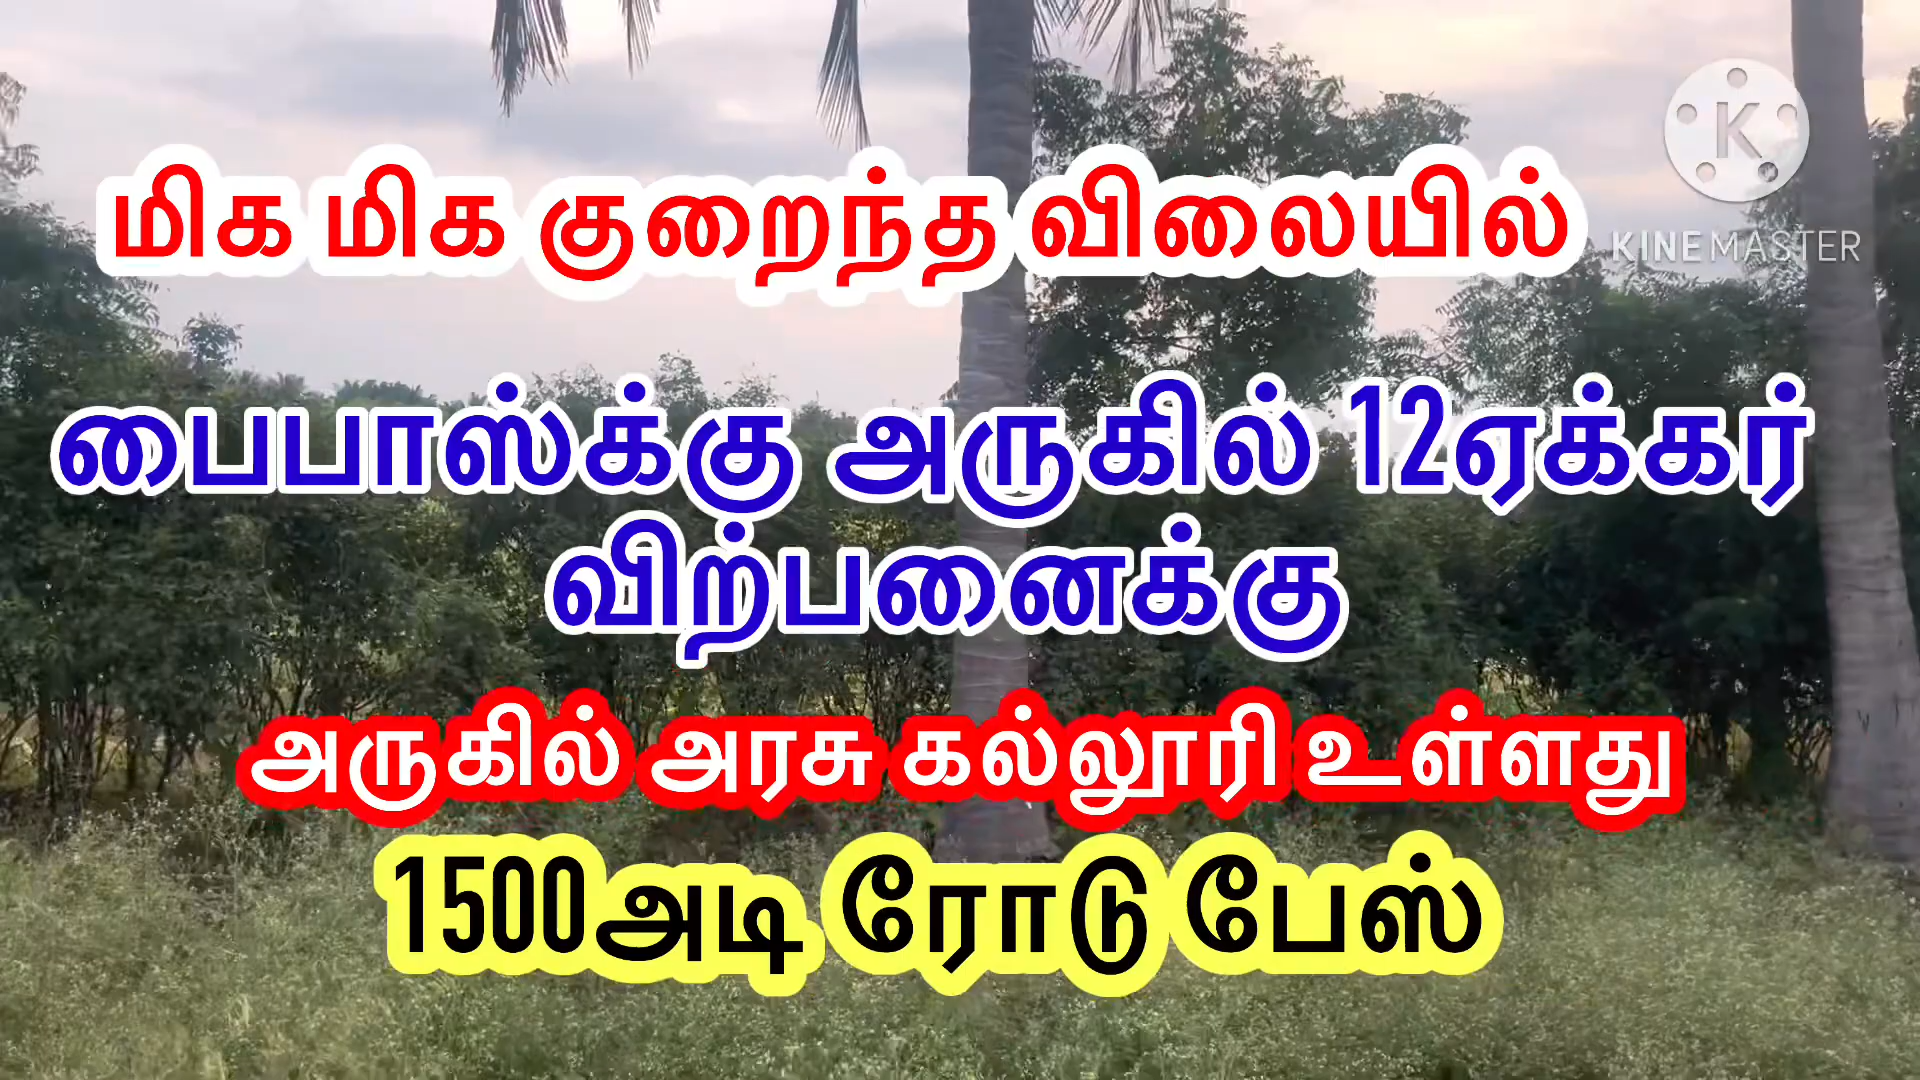 மிக மிக குறைந்த விலையில்
KINEMASTER
பைபாஸ்க்கு அருகில் 12ஏக்கர்
விற்பனைக்கு
அருகில் அரசு கல்லூரி உள்ளது
1500அடி ரோடு பேஸ்